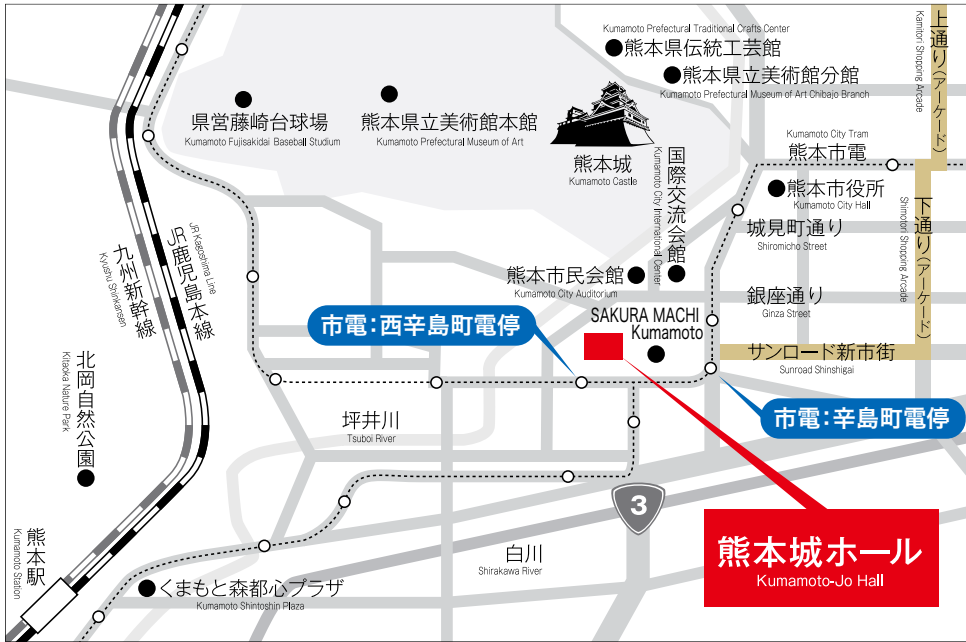 Kumamoto Prefectural Traditional Crafts Center
熊本県伝統工芸館
熊本県立美術館分館
Kumamoto Prefectural Museum of Art Chibajo Branch
上通り(アーケード)
Kamitori Shopping Arcade
県営藤崎台球場
Kumamoto Fujisakidai Baseball Studium
熊本県立美術館本館
Kumamoto Prefectural Museum of Art
熊本城
Kumamoto Castle
国際交流会館
Kumamoto City International Center
Kumamoto City Tram
熊本市電
熊本市役所
Kumamoto City Hall
下通り(アーケード)
Shimotori Shopping Arcade
城見町通り
Shiromicho Street
九州新幹線
Kyushu Shinkansen
JR鹿児島本線
JR Kagoshima Line
熊本市民会館
Kumamoto City Auditorium
銀座通り
Ginza Street
市電:西辛島町電停
SAKURA MACHI
Kumamoto
サンロード新市街
Sunroad Shinshigai
北岡自然公園
Kitaoka Nature Park
坪井川
Tsuboi River
市電:辛島町電停
3
熊本駅
Kumamoto Station
白川
Shirakawa River
熊本城ホール
Kumamoto-Jo Hall
くまもと森都心プラザ
Kumamoto Shintoshin Plaza